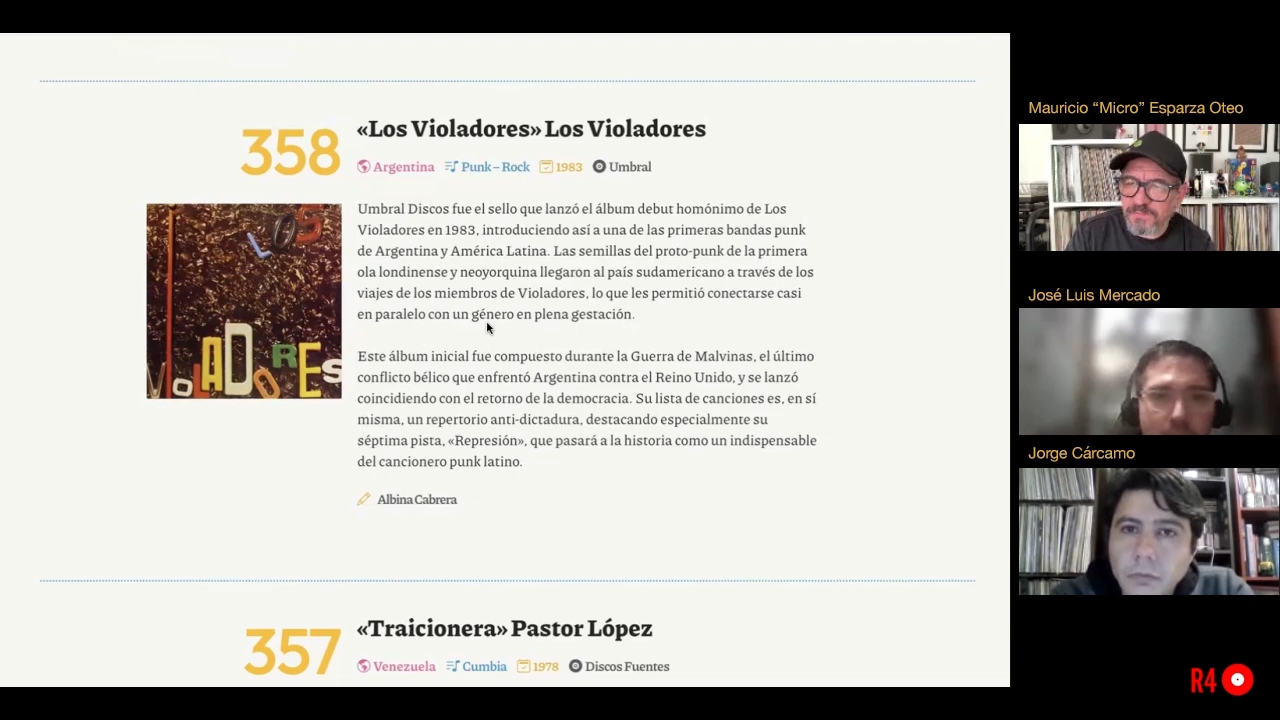 358
«Los Violadores» Los Violadores
Argentina Punk – Rock 1983 Umbral
LOS
VIOLADORES
Umbral Discos fue el sello que lanzó el álbum debut homónimo de Los
Violadores en 1983, introduciendo así a una de las primeras bandas punk
de Argentina y América Latina. Las semillas del proto-punk de la primera
ola londinense y neoyorquina llegaron al país sudamericano a través de los
viajes de los miembros de Violadores, lo que les permitió conectarse casi
en paralelo con un género en plena gestación.
Este álbum inicial fue compuesto durante la Guerra de Malvinas, el último
conflicto bélico que enfrentó Argentina contra el Reino Unido, y se lanzó
coincidiendo con el retorno de la democracia. Su lista de canciones es, en sí
misma, un repertorio anti-dictadura, destacando especialmente su
séptima pista, «Represión», que pasará a la historia como un indispensable
del cancionero punk latino.
Albina Cabrera
357
«Traicionera» Pastor López
Venezuela Cumbia 1978 Discos Fuentes
Mauricio “Micro” Esparza Oteo
José Luis Mercado
Jorge Cárcamo
R4